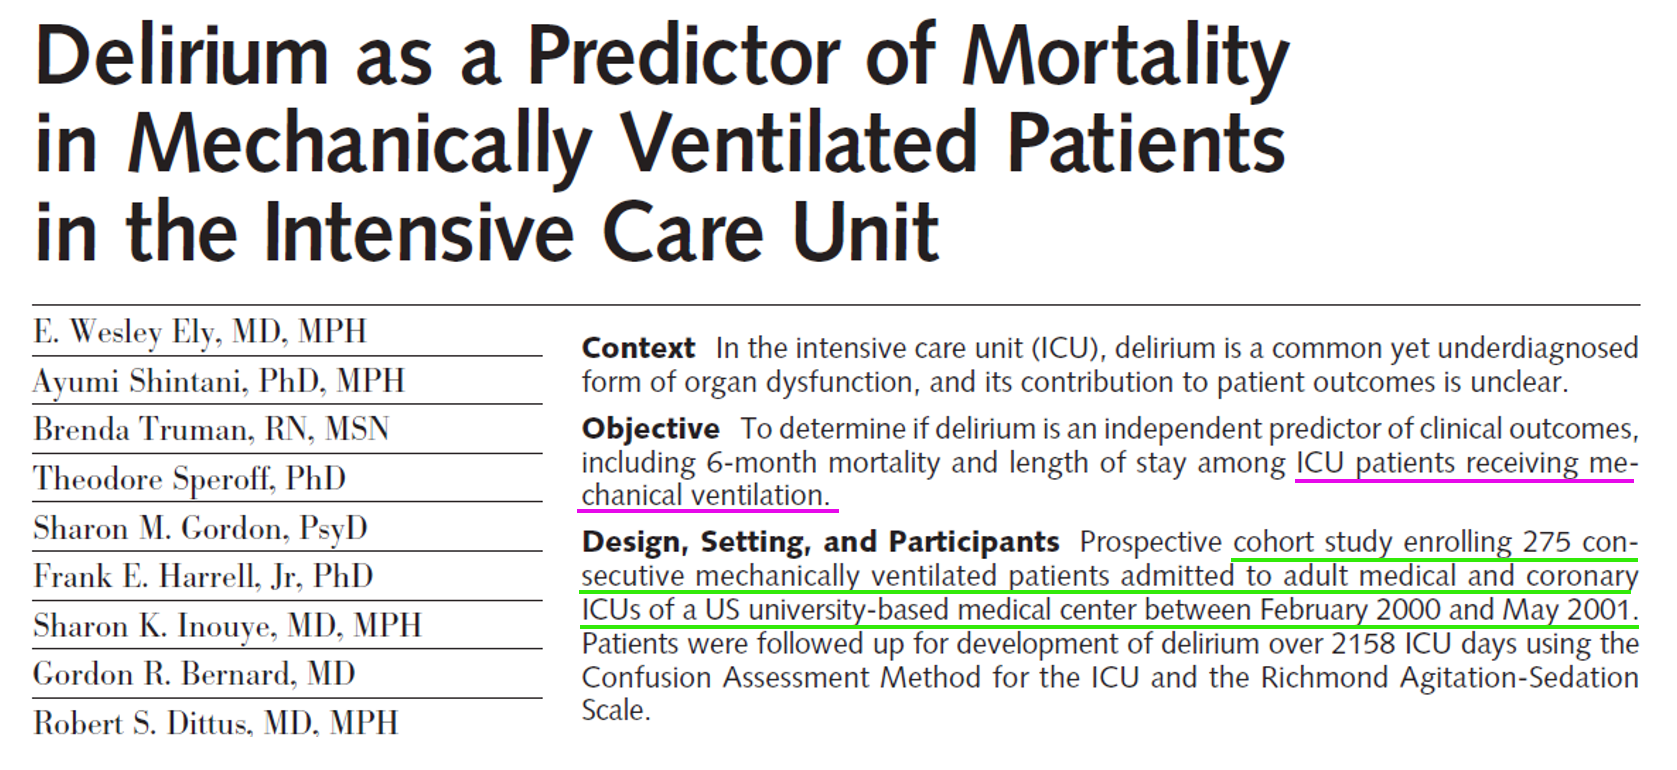 Delirium as a Predictor of Mortality
in Mechanically Ventilated Patients
in the Intensive Care Unit
E. Wesley Ely, MD, MPH
Ayumi Shintani, PhD, MPH
Brenda Truman, RN, MSN
Theodore Speroff, PhD
Sharon M. Gordon, PsyD
Frank E. Harrell, Jr, PhD
Sharon K. Inouye, MD, MPH
Gordon R. Bernard, MD
Robert S. Dittus, MD, MPH
Context In the intensive care unit (ICU), delirium is a common yet underdiagnosed
form of organ dysfunction, and its contribution to patient outcomes is unclear.
Objective To determine if delirium is an independent predictor of clinical outcomes,
including 6-month mortality and length of stay among ICU patients receiving me-
chanical ventilation.
Design, Setting, and Participants Prospective cohort study enrolling 275 con-
secutive mechanically ventilated patients admitted to adult medical and coronary
ICUs of a US university-based medical center between February 2000 and May 2001.
Patients were followed up for development of delirium over 2158 ICU days using the
Confusion Assessment Method for the ICU and the Richmond Agitation-Sedation
Scale.